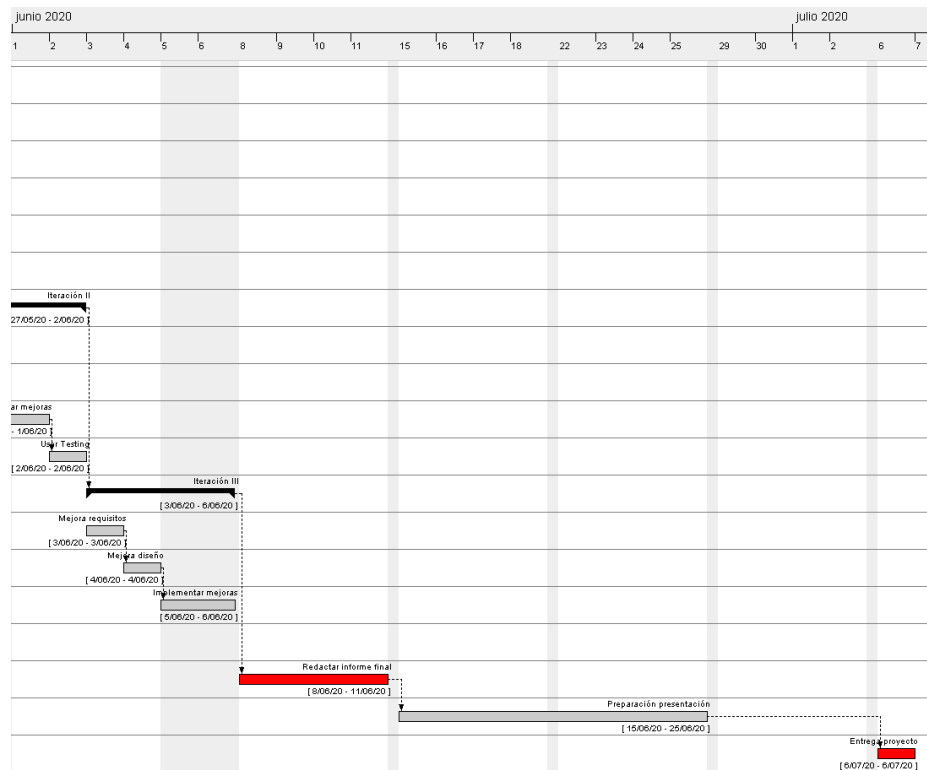 junio 2020
julio 2020
1 2 3 4 5 6 8 9 10 11 15 16 17 18 22 23 24 25 29 30 1 2 6 7
Iteración II
27/05/20 - 2/06/20 ]
ar mejoras
- 1/06/20 ]
User Testing
[ 2/06/20 - 2/06/20 ]
Iteración III
[ 3/06/20 - 6/06/20 ]
Mejora requisitos
[ 3/06/20 - 3/06/20 ]
Mejora diseño
[ 4/06/20 - 4/06/20 ]
Implementar mejoras
[ 5/06/20 - 6/06/20 ]
Redactar informe final
[ 8/06/20 - 11/06/20 ]
Preparación presentación
[ 15/06/20 - 25/06/20 ]
Entrega proyecto
[ 6/07/20 - 6/07/20 ]